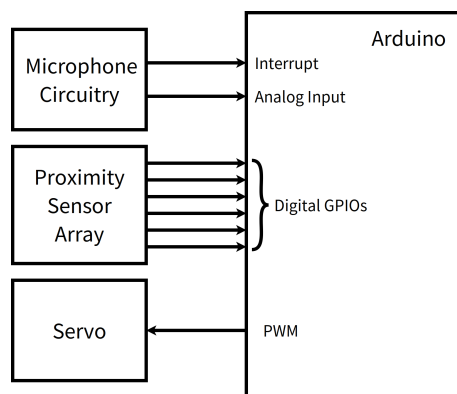 Arduino
Microphone
Circuitry
Interrupt
Analog Input
Proximity
Sensor
Array
Digital GPIOs
Servo
PWM